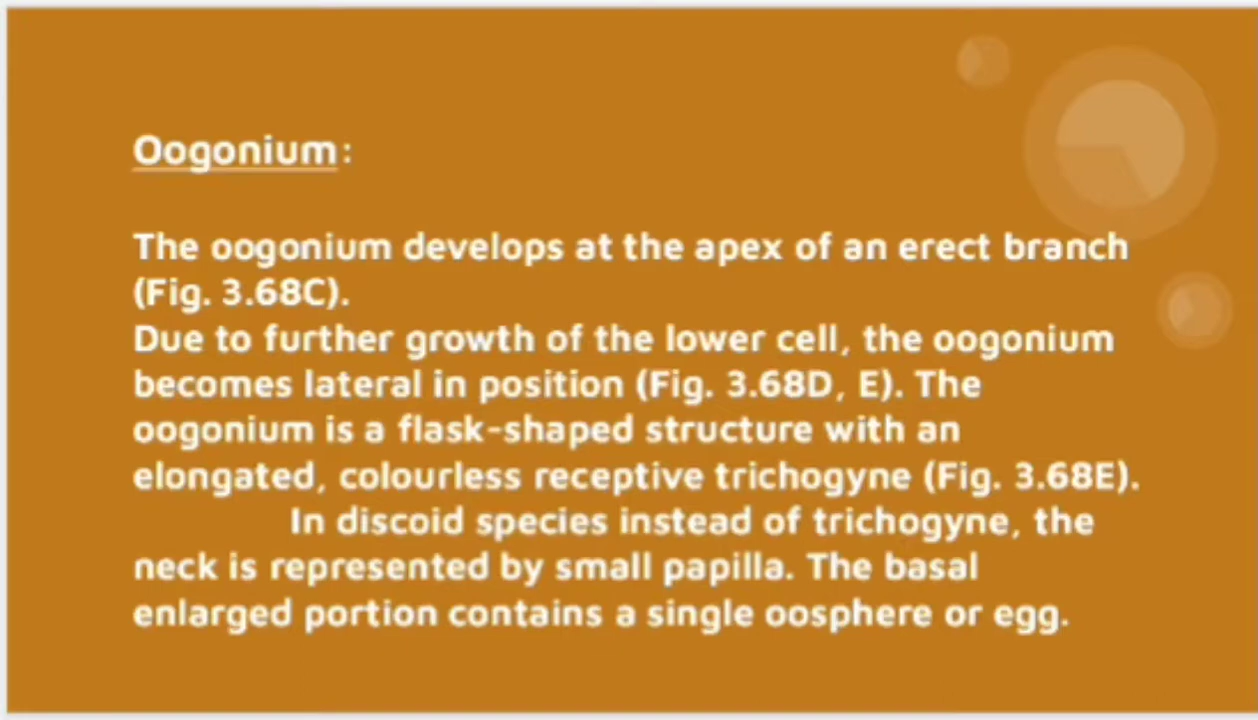 Oogonium:
The oogonium develops at the apex of an erect branch
(Fig. 3.68C).
Due to further growth of the lower cell, the oogonium
becomes lateral in position (Fig. 3.68D, E). The
oogonium is a flask-shaped structure with an
elongated, colourless receptive trichogyne (Fig. 3.68E).
In discoid species instead of trichogyne, the
neck is represented by small papilla. The basal
enlarged portion contains a single oosphere or egg.